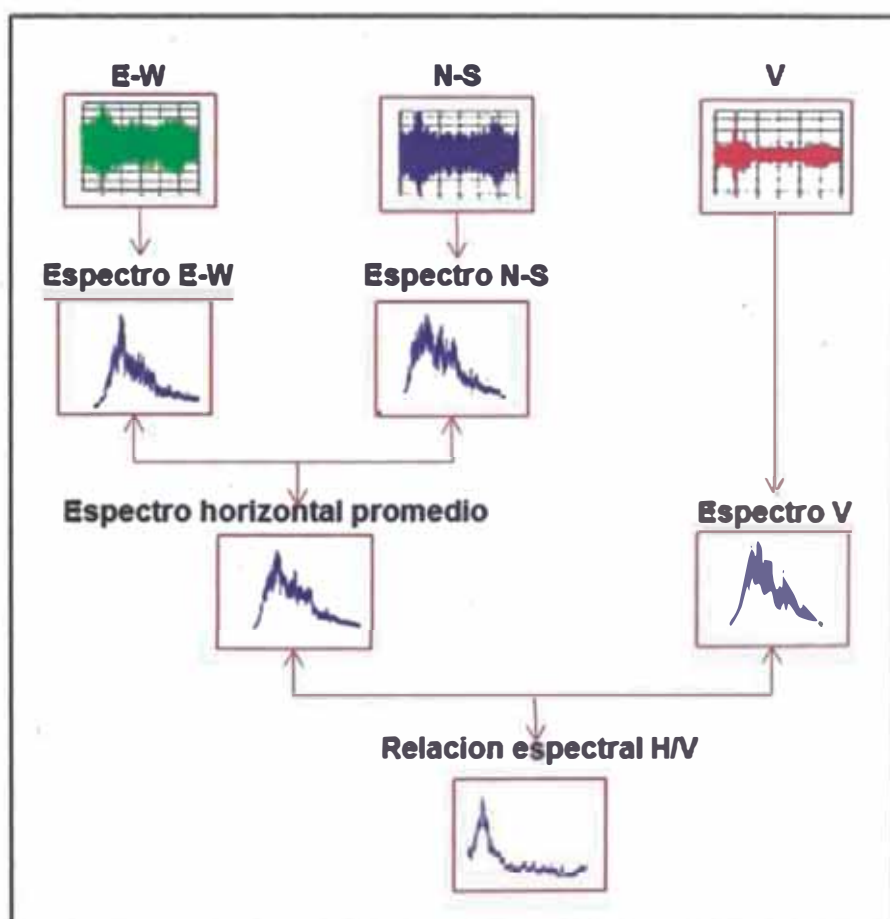 E-W N-S V
Espectro E-W Espectro N-S
Espectro horizontal promedio Espectro V
Relacion espectral H/V